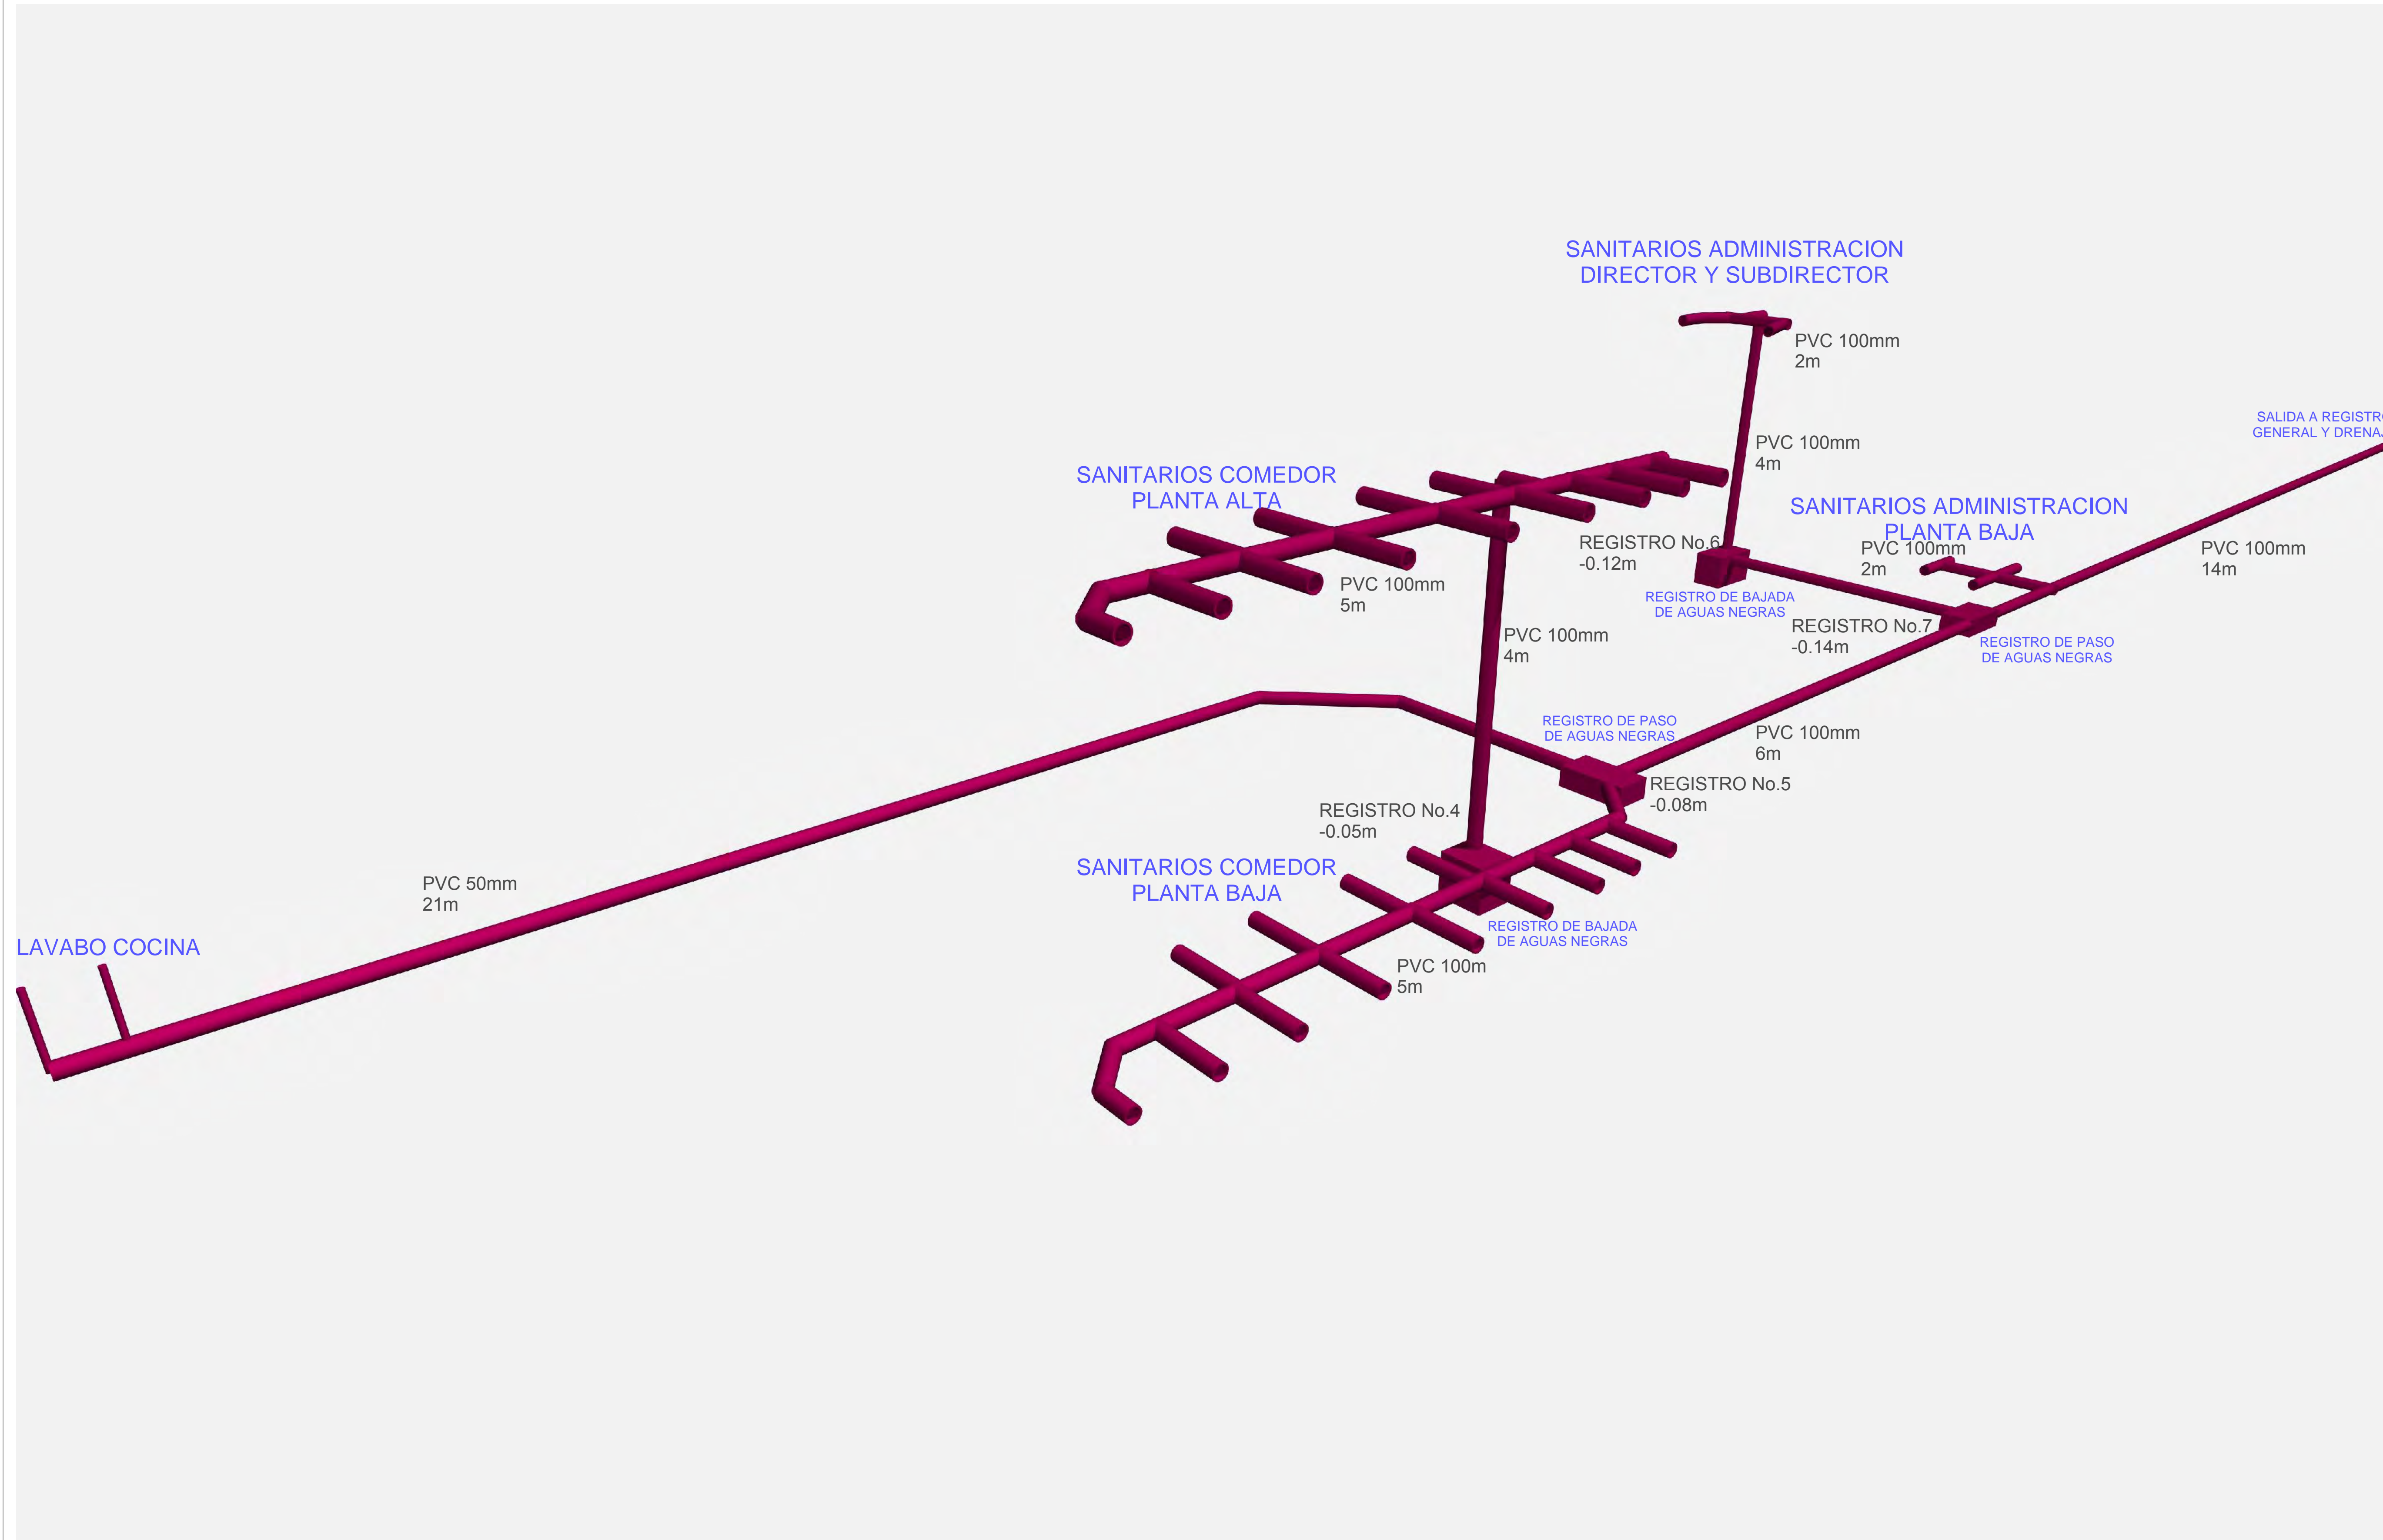 SANITARIOS ADMINISTRACION
DIRECTOR Y SUBDIRECTOR
PVC 100mm
2m
SALIDA A REGISTRO
GENERAL Y
PVC 100mm
4m
SANITARIOS COMEDOR
PLANTA ALTA
SANITARIOS ADMINISTRACION
PLANTA BAJA
REGISTRO No.6
-0.12m
PVC 100mm
2m
PVC 100mm
14m
PVC 100mm
5m
REGISTRO DE BAJADA
DE AGUAS NEGRAS
REGISTRO No.7
-0.14m
PVC 100mm
4m
REGISTRO DE PASO
DE AGUAS NEGRAS
REGISTRO DE PASO
DE AGUAS NEGRAS
PVC 100mm
6m
REGISTRO No.5
-0.08m
REGISTRO No.4
-0.05m
SANITARIOS COMEDOR
PLANTA BAJA
PVC 50mm
21m
REGISTRO DE BAJADA
DE AGUAS NEGRAS
LAVABO COCINA
PVC 100m
5m